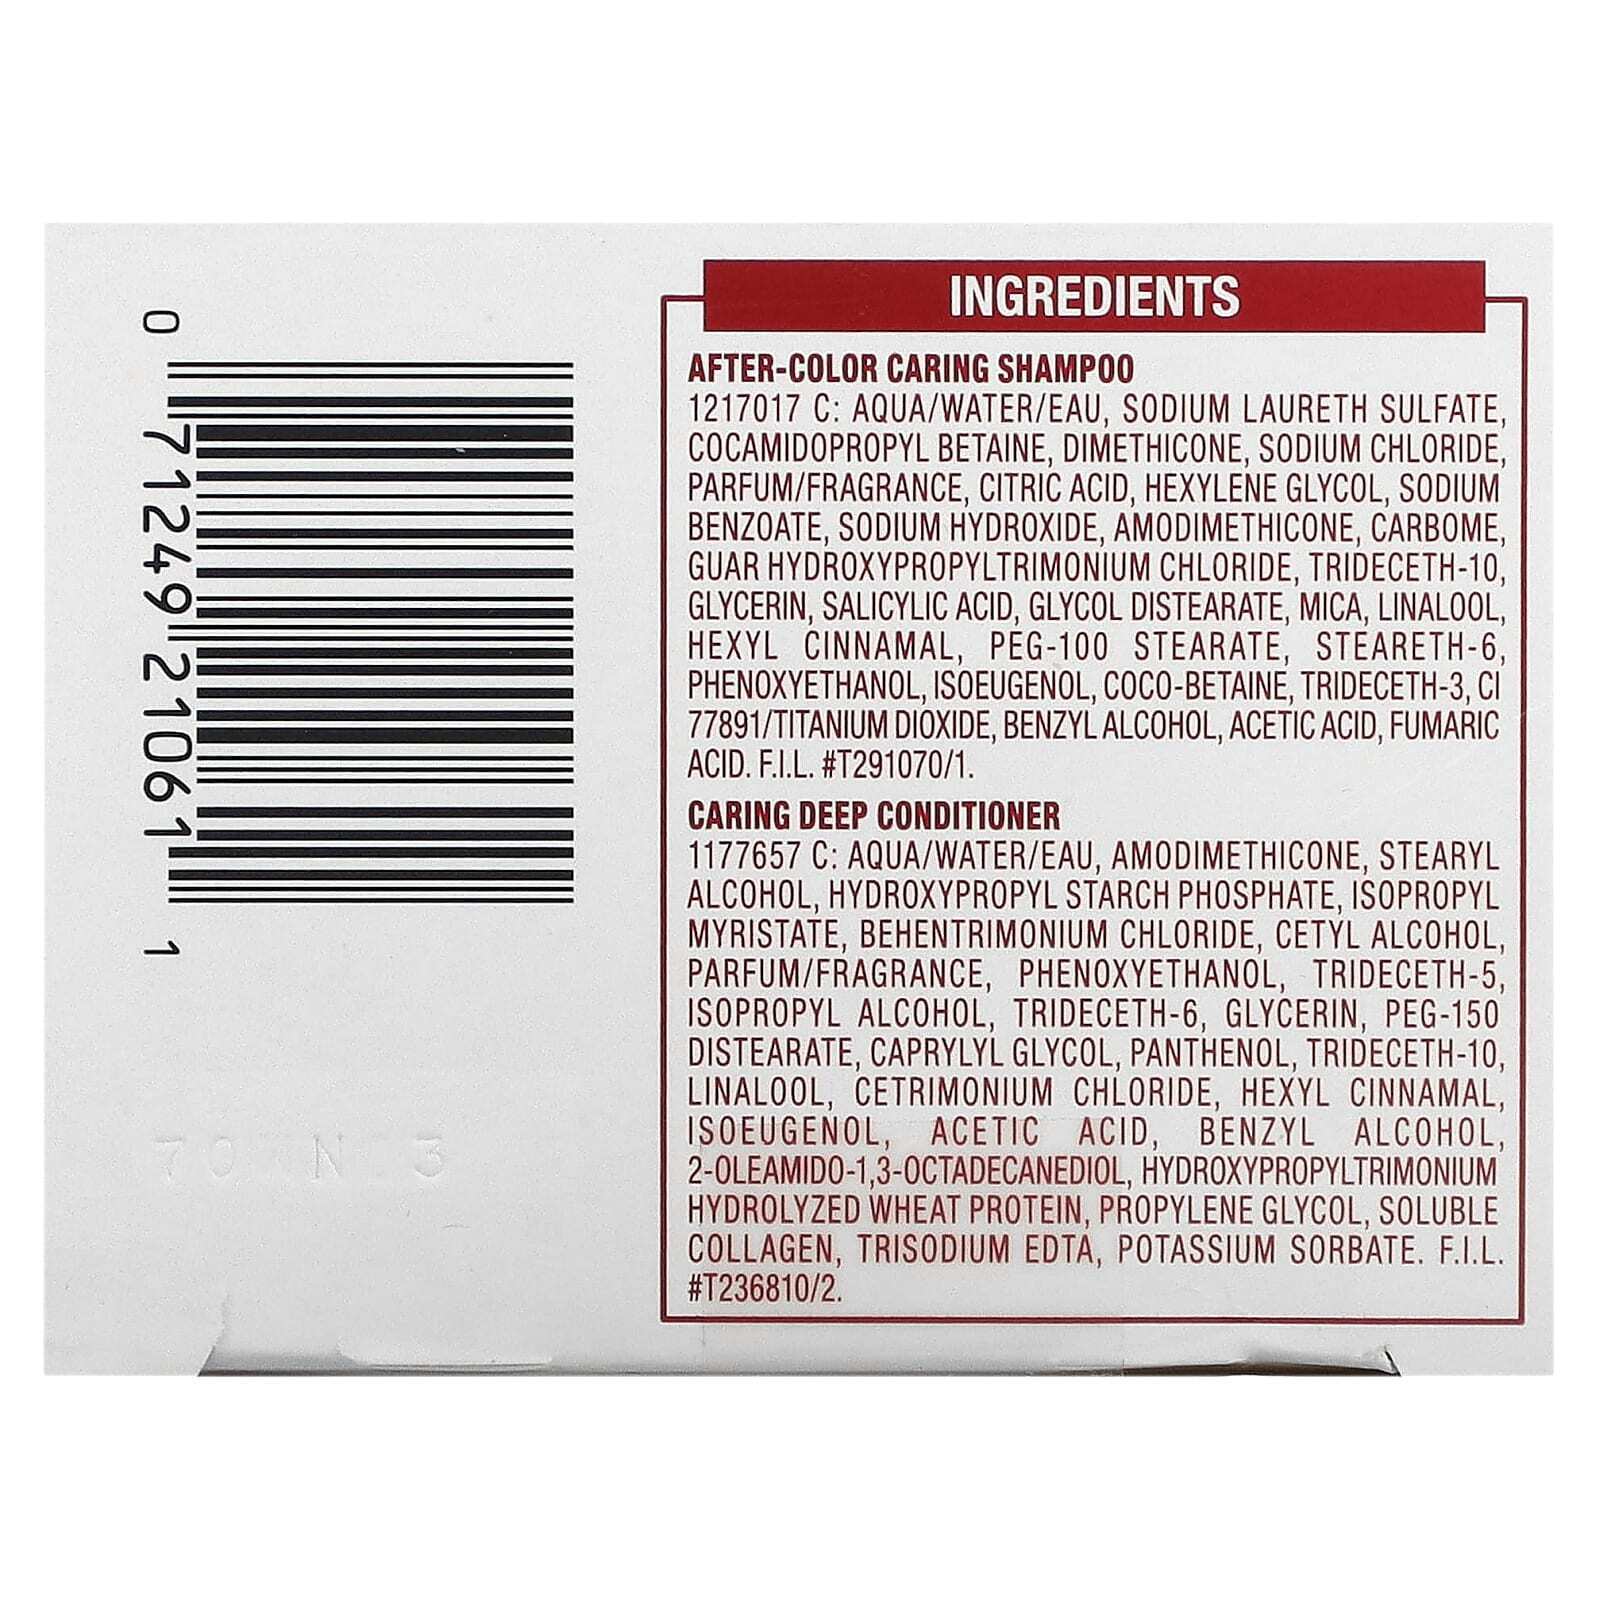 0 71249 21061 1
70 N 3
INGREDIENTS
AFTER-COLOR CARING SHAMPOO
1217017 C: AQUA/WATER/EAU, SODIUM LAURETH SULFATE,
COCAMIDOPROPYL BETAINE, DIMETHICONE, SODIUM CHLORIDE,
PARFUM/FRAGRANCE, CITRIC ACID, HEXYLENE GLYCOL, SODIUM
BENZOATE, SODIUM HYDROXIDE, AMODIMETHICONE, CARBOME,
GUAR HYDROXYPROPYLTRIMONIUM CHLORIDE, TRIDECETH-10,
GLYCERIN, SALICYLIC ACID, GLYCOL DISTEARATE, MICA, LINALOOL,
HEXYL CINNAMAL, PEG-100 STEARATE, STEARETH-6,
PHENOXYETHANOL, ISOEUGENOL, COCO-BETAINE, TRIDECETH-3, CI
77891/TITANIUM DIOXIDE, BENZYL ALCOHOL, ACETIC ACID, FUMARIC
ACID. F.I.L. #T291070/1.
CARING DEEP CONDITIONER
1177657 C: AQUA/WATER/EAU, AMODIMETHICONE, STEARYL
ALCOHOL, HYDROXYPROPYL STARCH PHOSPHATE, ISOPROPYL
MYRISTATE, BEHENTRIMONIUM CHLORIDE, CETYL ALCOHOL,
PARFUM/FRAGRANCE, PHENOXYETHANOL, TRIDECETH-5,
ISOPROPYL ALCOHOL, TRIDECETH-6, GLYCERIN, PEG-150
DISTEARATE, CAPRYLYL GLYCOL, PANTHENOL, TRIDECETH-10,
LINALOOL, CETRIMONIUM CHLORIDE, HEXYL CINNAMAL,
ISOEUGENOL, ACETIC ACID, BENZYL ALCOHOL,
2-OLEAMIDO-1,3-OCTADECANEDIOL, HYDROXYPROPYLTRIMONIUM
HYDROLYZED WHEAT PROTEIN, PROPYLENE GLYCOL, SOLUBLE
COLLAGEN, TRISODIUM EDTA, POTASSIUM SORBATE. F.I.L.
#T236810/2.